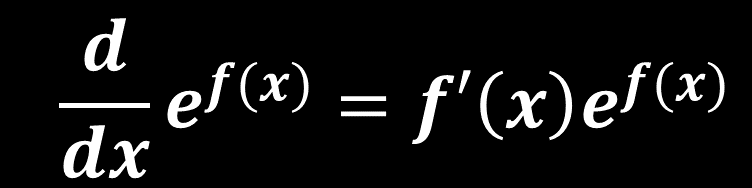 d/dx e^{f(x)} = f'(x)e^{f(x)}